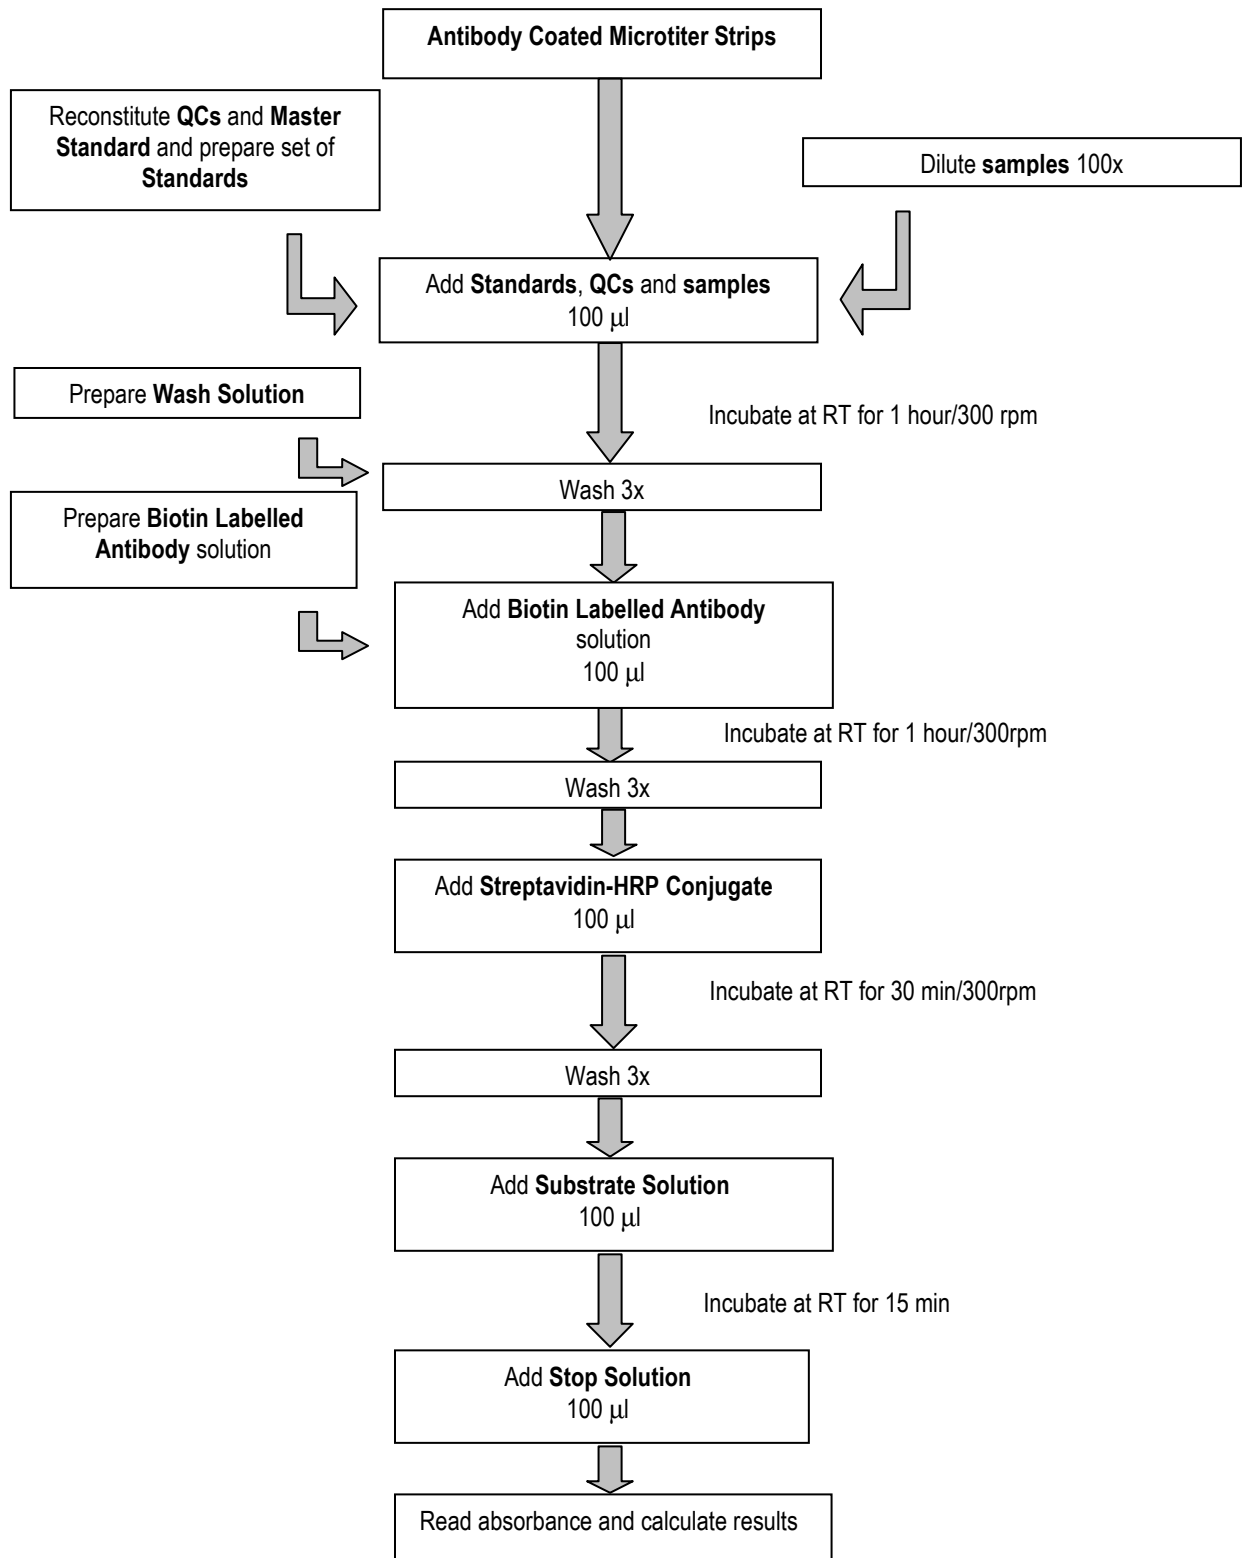 Antibody Coated Microtiter Strips
Reconstitute QCs and Master
Standard and prepare set of
Standards
Dilute samples 100x
Add Standards, QCs and samples
100 µl
Prepare Wash Solution
Incubate at RT for 1 hour/300 rpm
Wash 3x
Prepare Biotin Labelled
Antibody solution
Add Biotin Labelled Antibody
solution
100 µl
Incubate at RT for 1 hour/300rpm
Wash 3x
Add Streptavidin-HRP Conjugate
100 µl
Incubate at RT for 30 min/300rpm
Wash 3x
Add Substrate Solution
100 µl
Incubate at RT for 15 min
Add Stop Solution
100 µl
Read absorbance and calculate results